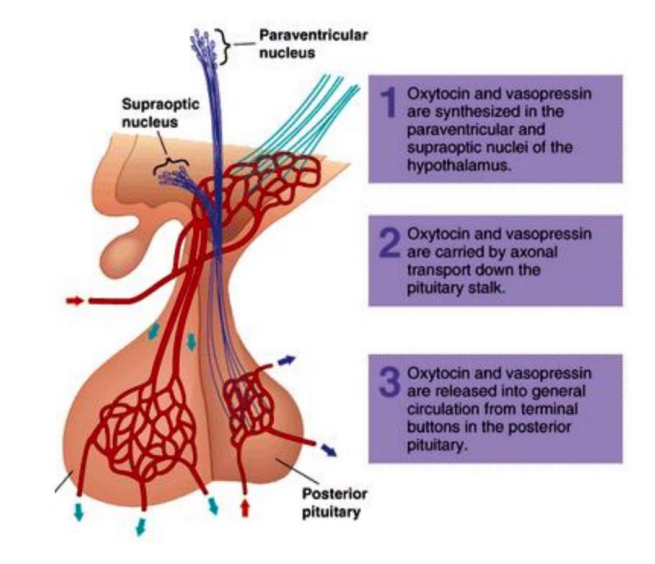 Paraventricular
nucleus
Supraoptic
nucleus
1 Oxytocin and vasopressin
are synthesized in the
paraventricular and
supraoptic nuclei of the
hypothalamus.
2 Oxytocin and vasopressin
are carried by axonal
transport down the
pituitary stalk.
3 Oxytocin and vasopressin
are released into general
circulation from terminal
buttons in the posterior
pituitary.
Posterior
pituitary